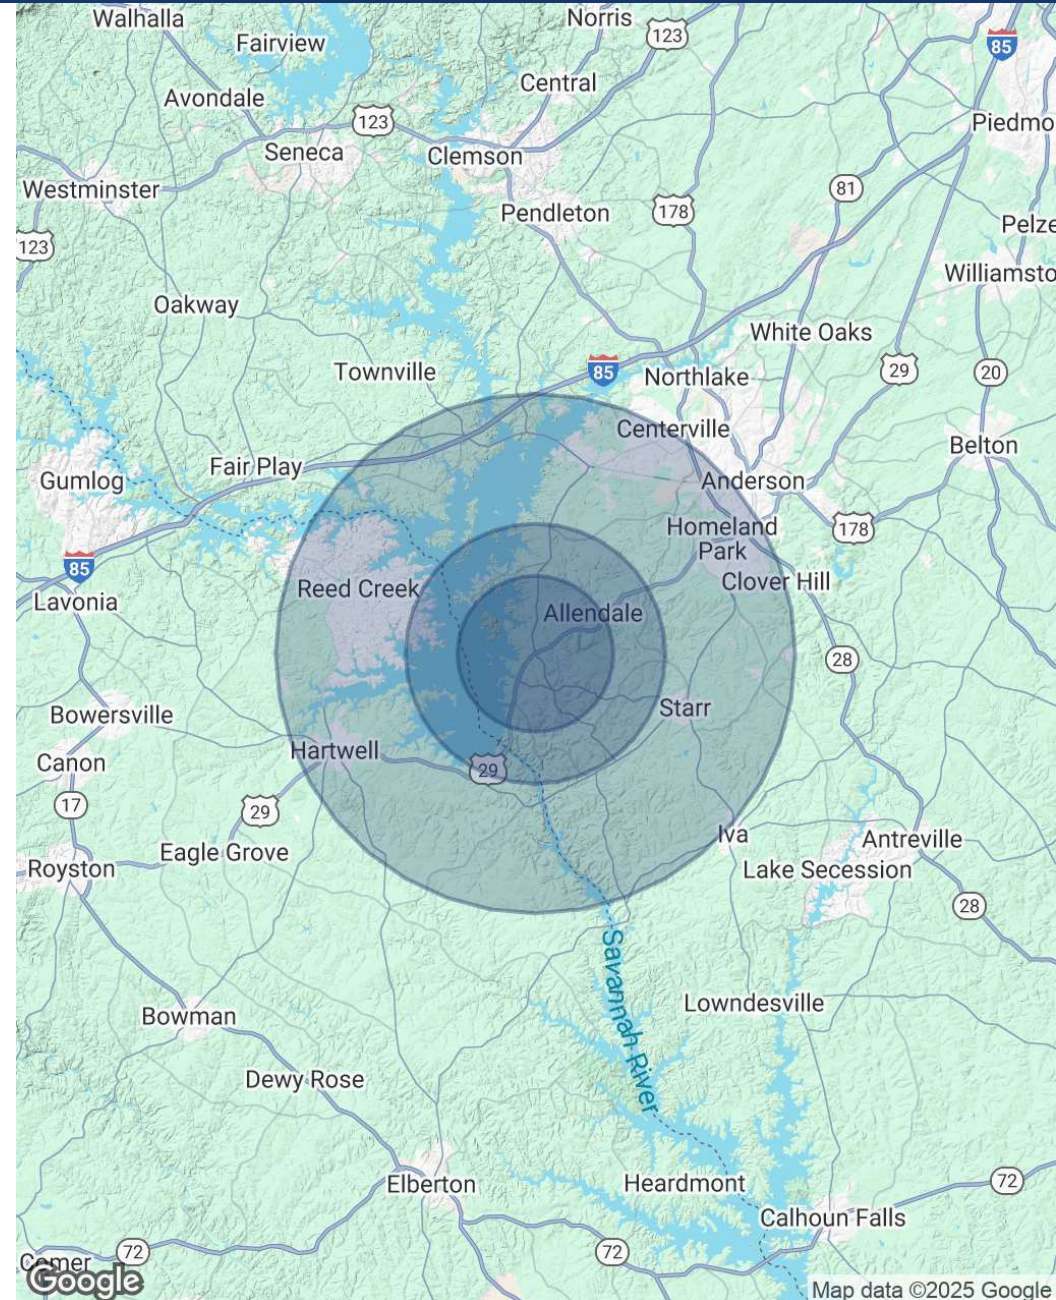 Walhalla
Norris
123
85
Fairview
Central
Avondale
123
Piedmo
Seneca
Clemson
Westminster
81
Pendleton
178
Pelze
123
Williamsto
Oakway
White Oaks
Townville
85
Northlake
29
20
Centerville
Belton
Fair Play
Gumlog
Anderson
Homeland
Park
178
85
Clover Hill
Reed Creek
Lavonia
Allendale
28
Bowersville
Starr
Hartwell
Canon
29
17
29
Iva
Antreville
Eagle Grove
Royston
Lake Secession
28
Savannah River
Lowndesville
Bowman
Dewy Rose
Elberton
Heardmont
72
Calhoun Falls
72
72
Comer
Google
Map data ©2025 Google